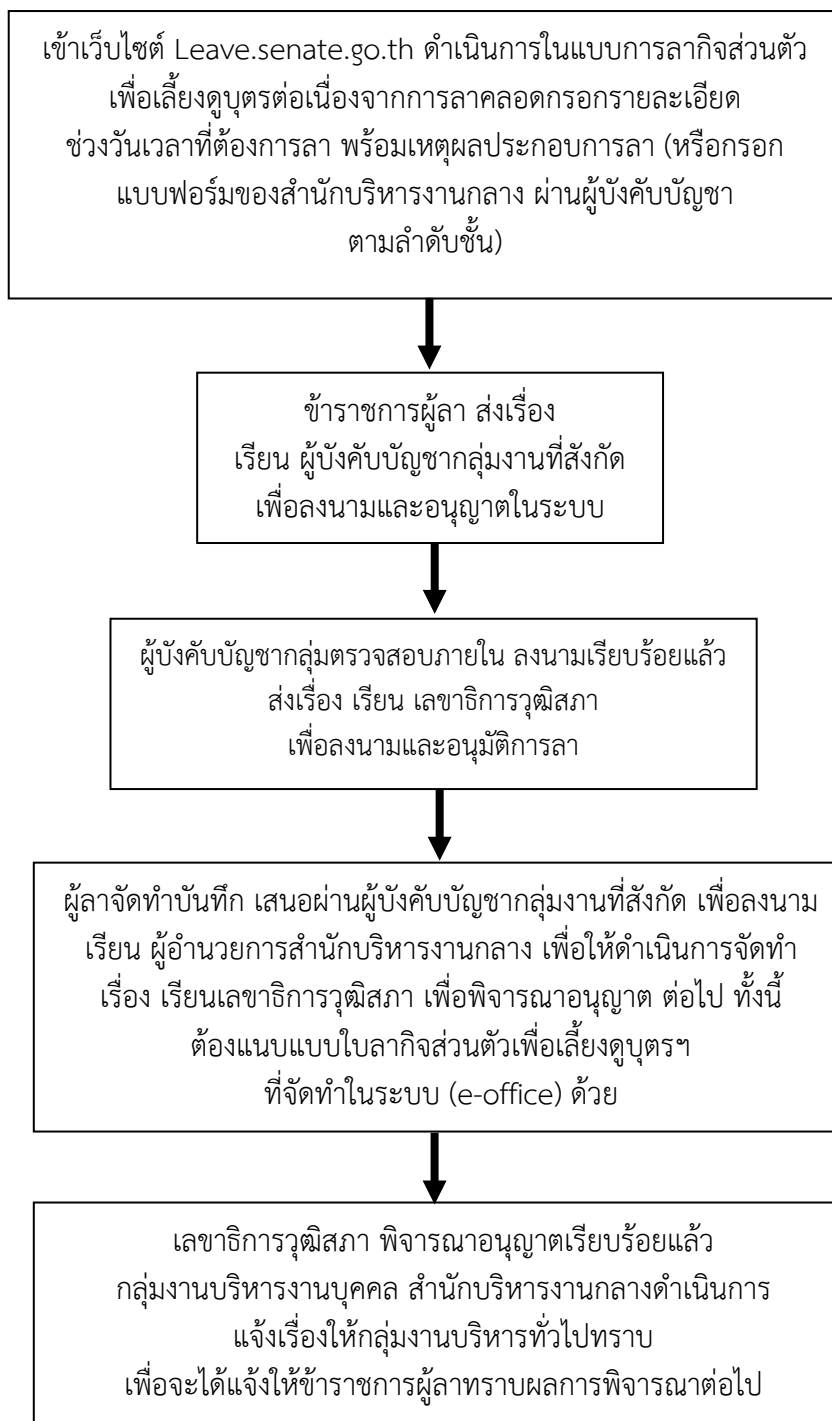 เข้าเว็บไซต์ Leave.senate.go.th ดำเนินการในแบบการลากิจส่วนตัว
เพื่อเลี้ยงดูบุตรต่อเนื่องจากการลาคลอดกรอกรายละเอียด
ช่วงวันเวลาที่ต้องการลา พร้อมเหตุผลประกอบการลา (หรือกรอก
แบบฟอร์มของสำนักบริหารงานกลาง ผ่านผู้บังคับบัญชา
ตามลำดับชั้น)
ข้าราชการผู้ลา ส่งเรื่อง
เรียน ผู้บังคับบัญชากลุ่มงานที่สังกัด
เพื่อลงนามและอนุญาตในระบบ
ผู้บังคับบัญชากลุ่มตรวจสอบภายใน ลงนามเรียบร้อยแล้ว
ส่งเรื่อง เรียน เลขาธิการวุฒิสภา
เพื่อลงนามและอนุมัติการลา
ผู้ลาจัดทำบันทึก เสนอผ่านผู้บังคับบัญชากลุ่มงานที่สังกัด เพื่อลงนาม
เรียน ผู้อำนวยการสำนักบริหารงานกลาง เพื่อให้ดำเนินการจัดทำ
เรื่อง เรียนเลขาธิการวุฒิสภา เพื่อพิจารณาอนุญาต ต่อไป ทั้งนี้
ต้องแนบแบบใบลากิจส่วนตัวเพื่อเลี้ยงดูบุตรฯ
ที่จัดทำในระบบ (e-office) ด้วย
เลขาธิการวุฒิสภา พิจารณาอนุญาตเรียบร้อยแล้ว
กลุ่มงานบริหารงานบุคคล สำนักบริหารงานกลางดำเนินการ
แจ้งเรื่องให้กลุ่มงานบริหารทั่วไปทราบ
เพื่อจะได้แจ้งให้ข้าราชการผู้ลาทราบผลการพิจารณาต่อไป